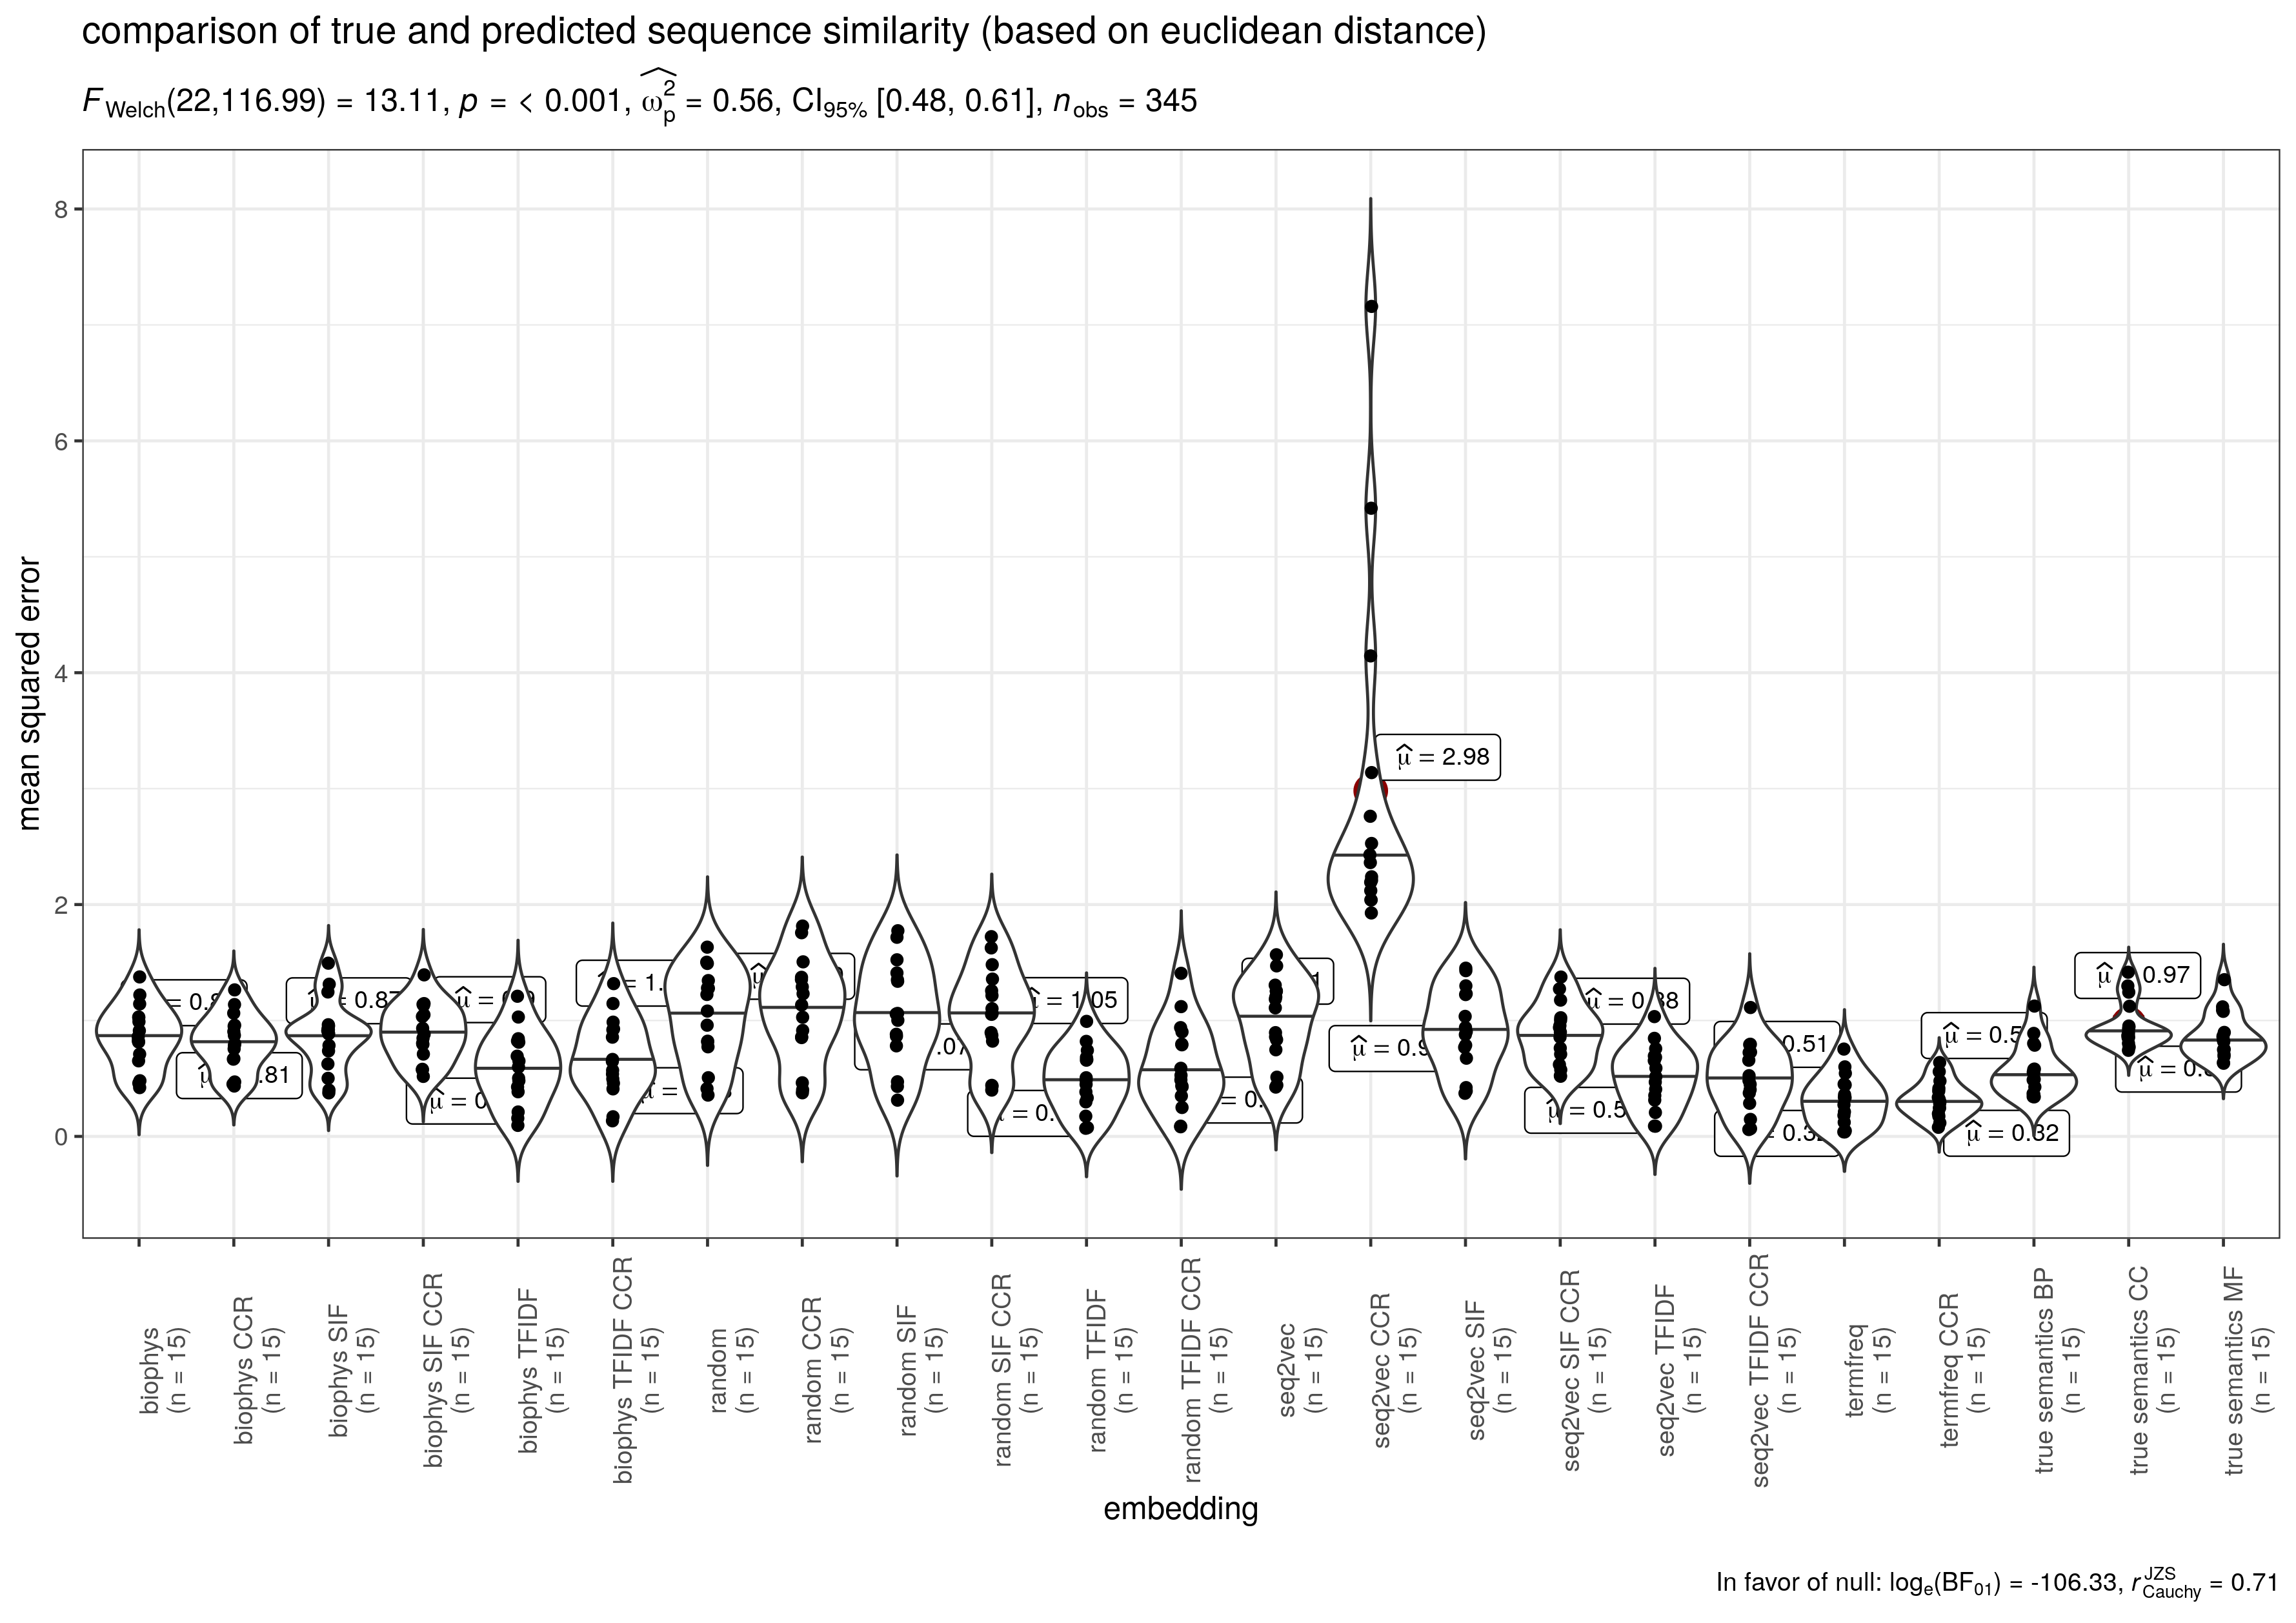 comparison of true and predicted sequence similarity (based on euclidean distance)
F Welch(22,116.99) = 13.11, p = < 0.001, ω̂²p = 0.56, CI95% [0.48, 0.61], nobs = 345
mean squared error
8
6
4
2
0
μ̂ = 2.98
= 0.87
μ̂ = 1.05
= 0.51
μ̂ = 0.97
μ̂ = 0.32
biophys
(n = 15)
biophys CCR
(n = 15)
biophys SIF
(n = 15)
biophys SIF CCR
(n = 15)
biophys TFIDF
(n = 15)
biophys TFIDF CCR
(n = 15)
random
(n = 15)
random CCR
(n = 15)
random SIF
(n = 15)
random SIF CCR
(n = 15)
random TFIDF
(n = 15)
random TFIDF CCR
(n = 15)
seq2vec
(n = 15)
seq2vec CCR
(n = 15)
seq2vec SIF
(n = 15)
seq2vec SIF CCR
(n = 15)
seq2vec TFIDF
(n = 15)
seq2vec TFIDF CCR
(n = 15)
termfreq
(n = 15)
termfreq CCR
(n = 15)
true semantics BP
(n = 15)
true semantics CC
(n = 15)
true semantics MF
(n = 15)
embedding
In favor of null: loge(BF01) = -106.33, r JZS Cauchy = 0.71